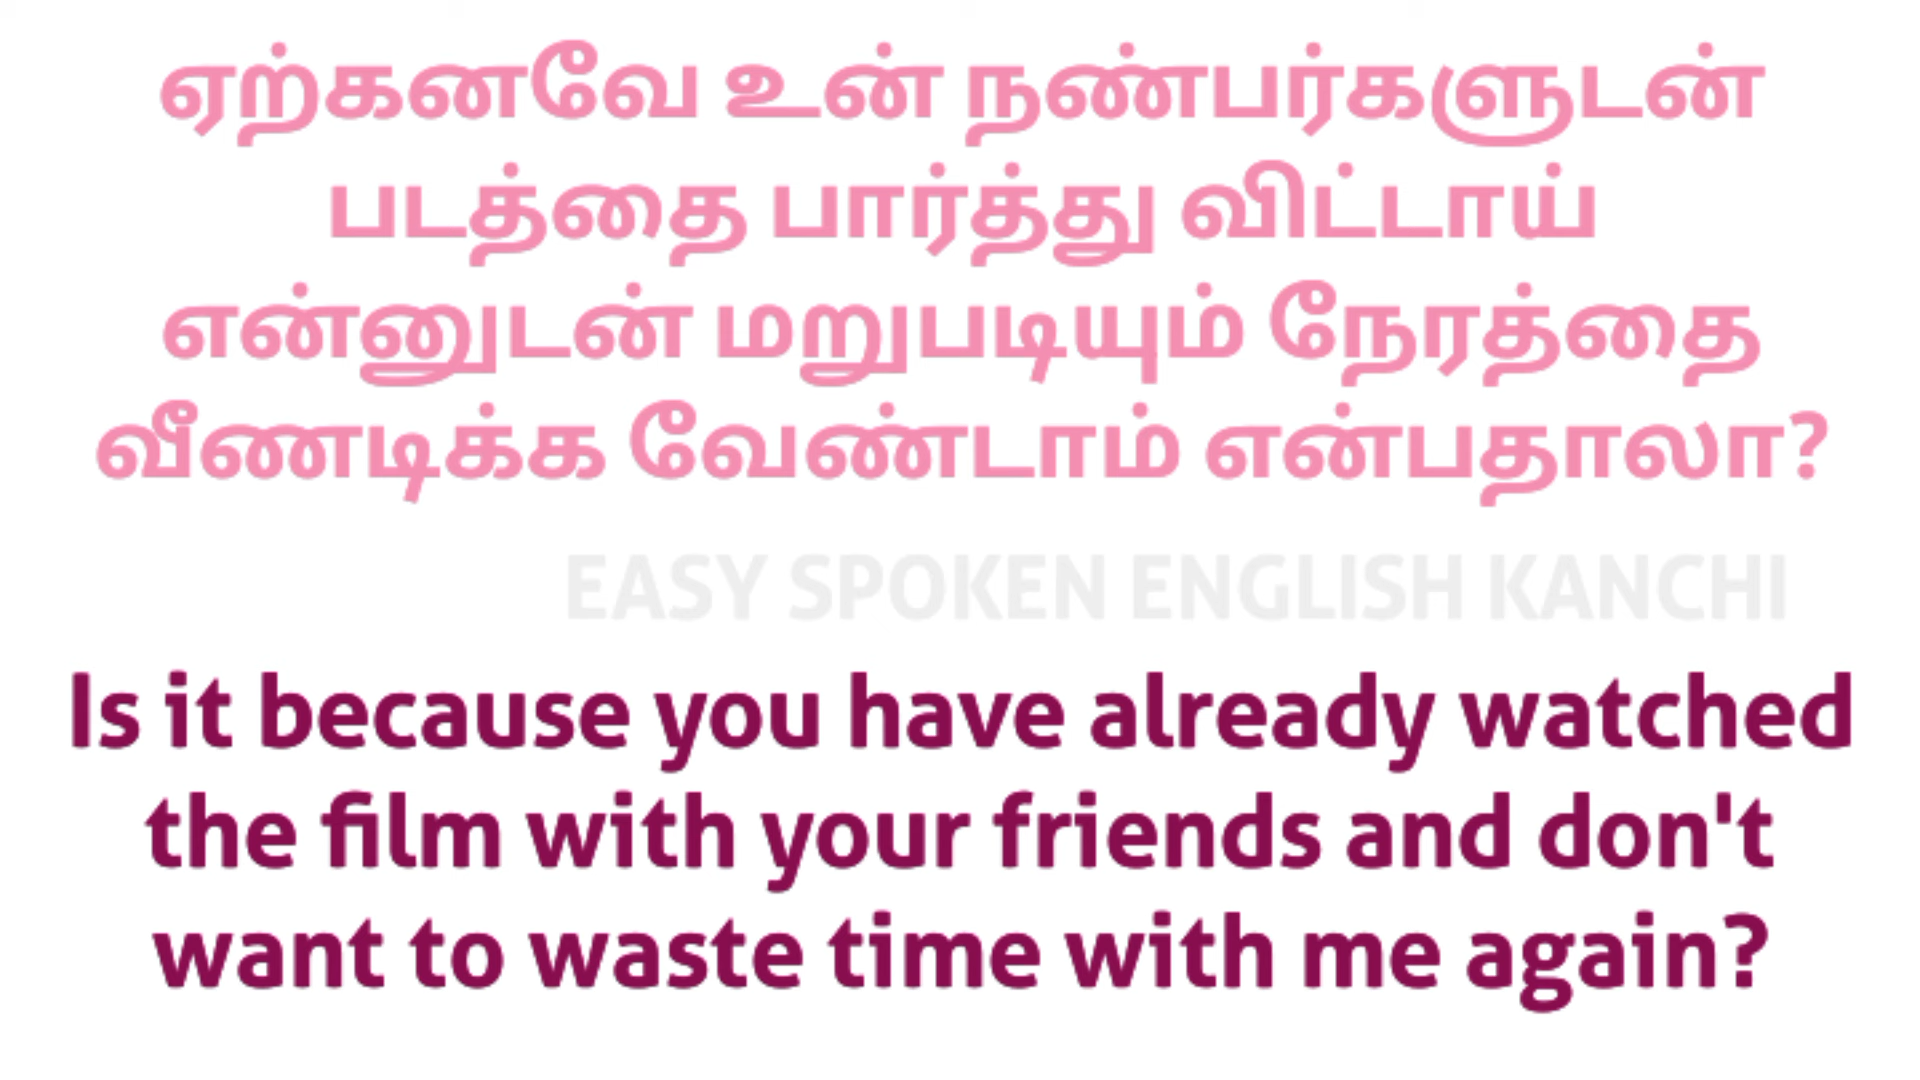 ஏற்கனவே உன் நண்பர்களுடன்
படத்தை பார்த்து விட்டாய்
என்னுடன் மறுபடியும் நேரத்தை
வீணடிக்க வேண்டாம் என்பதாலா?
EASY SPOKEN ENGLISH KANCHI
Is it because you have already watched
the film with your friends and don't
want to waste time with me again?